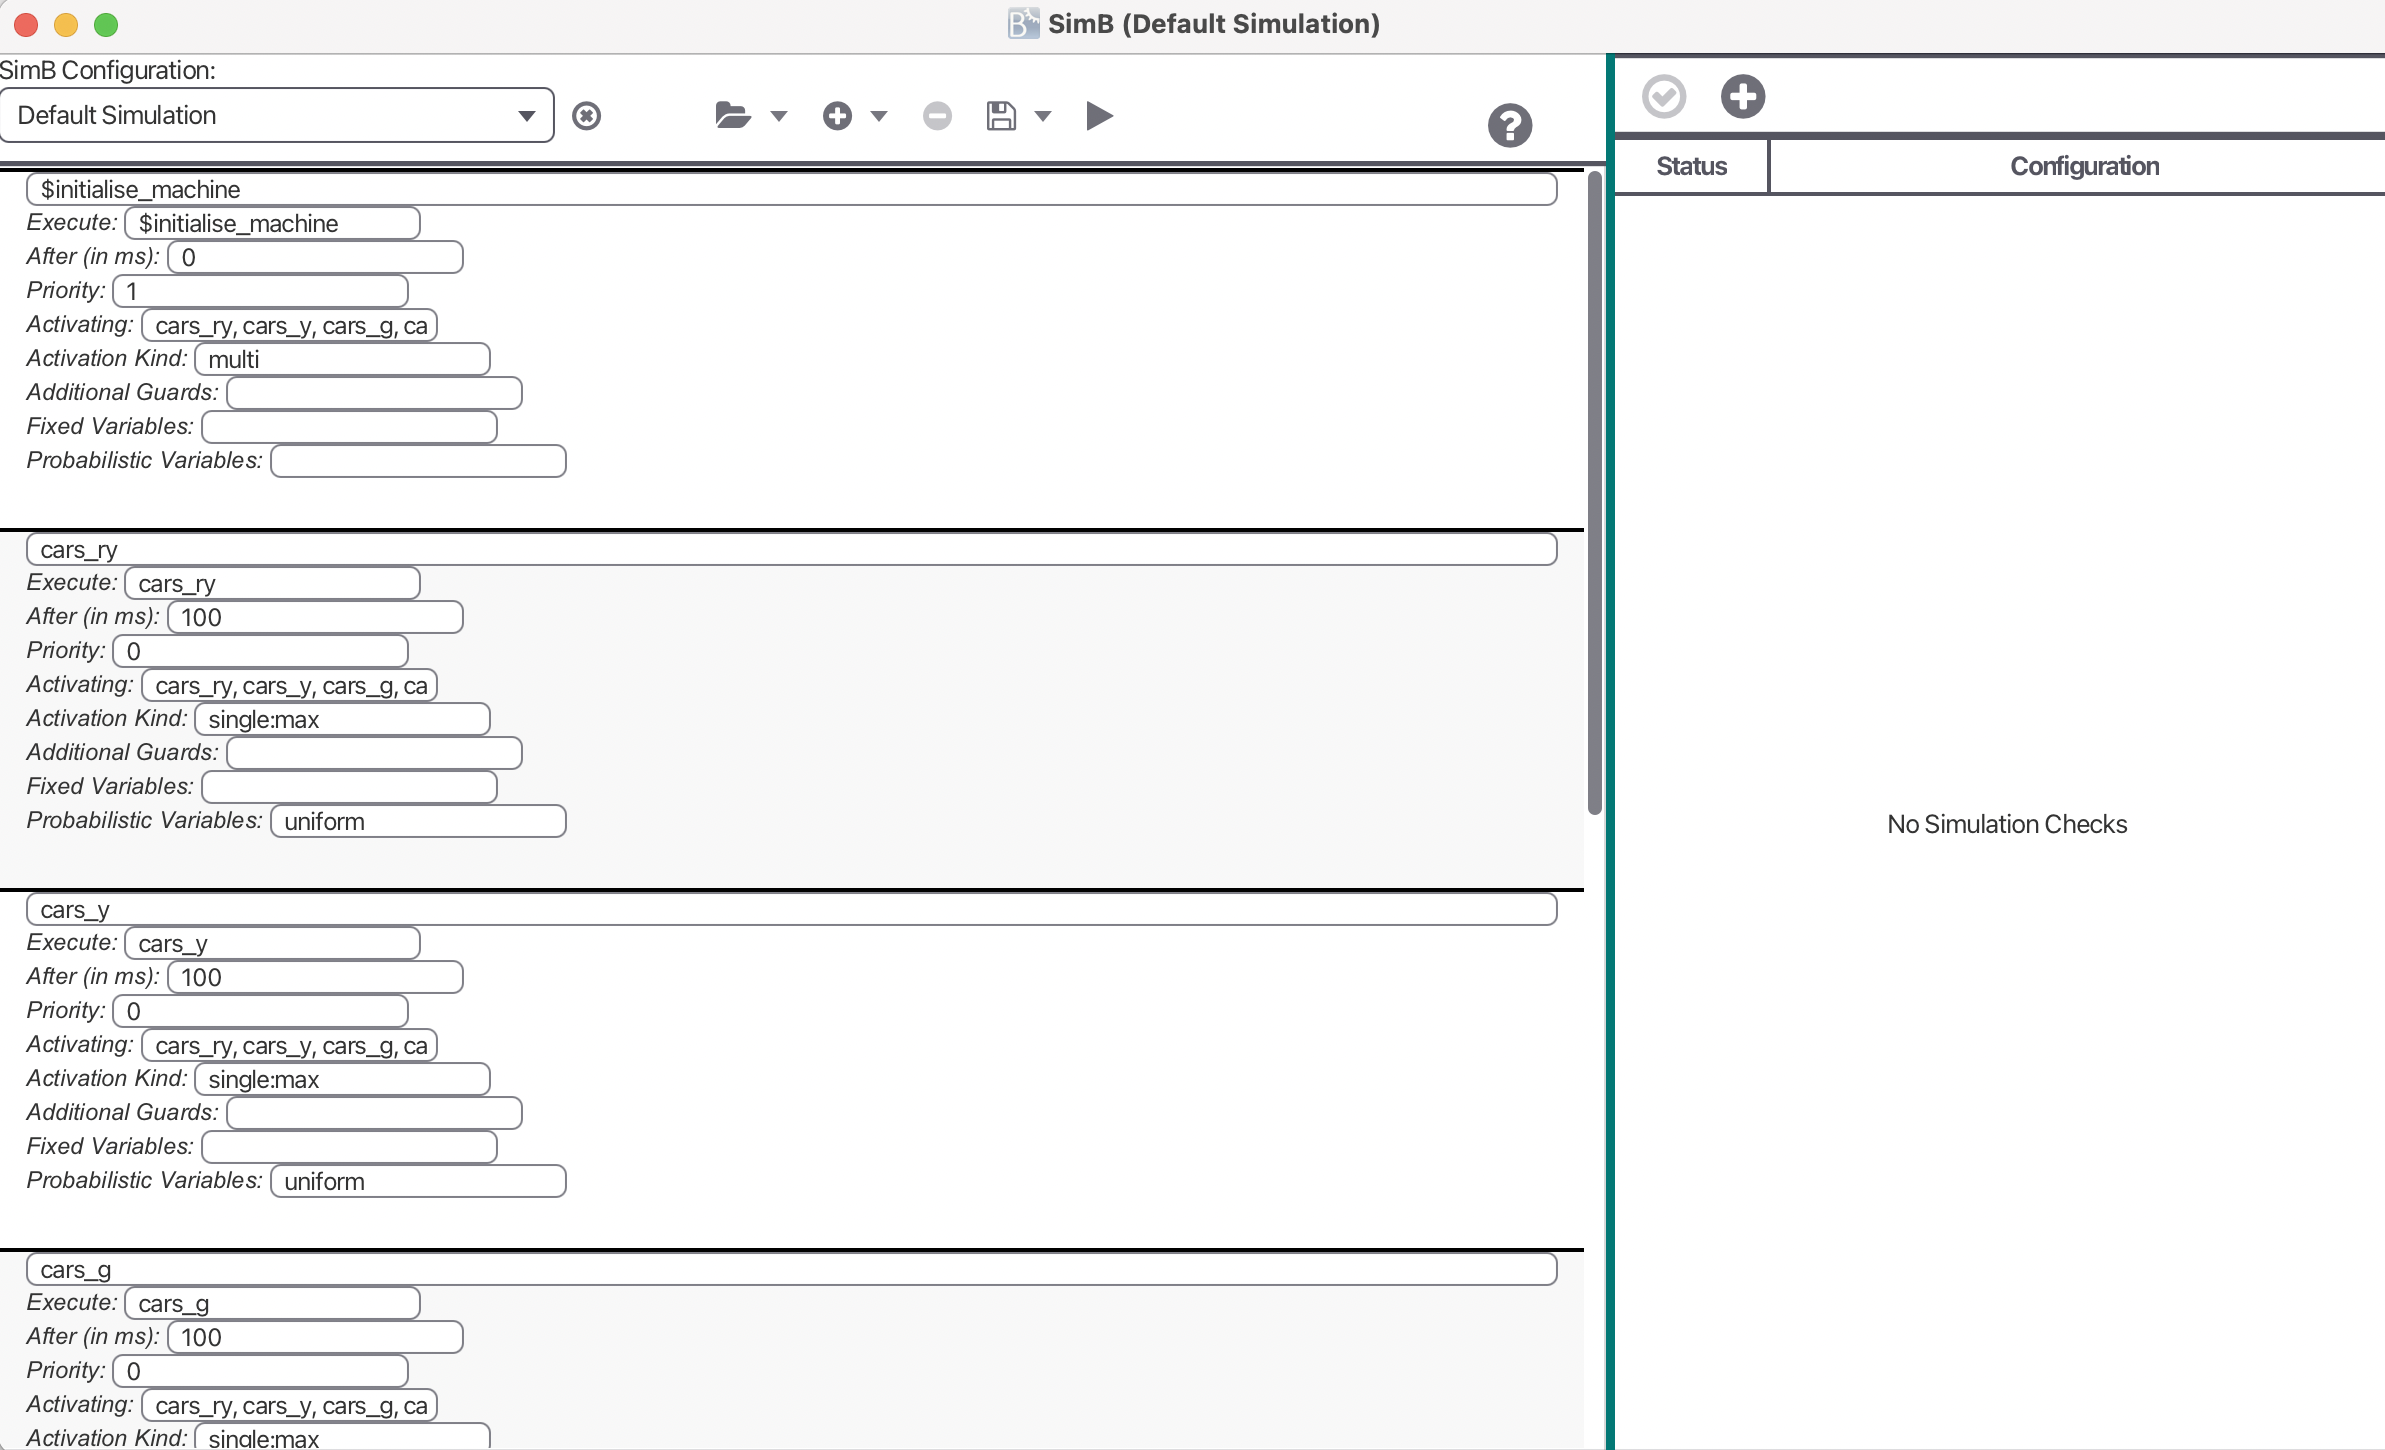 SimB (Default Simulation)
SimB Configuration:
Default Simulation
$initialise_machine
Execute: $initialise_machine
After (in ms): 0
Priority: 1
Activating: cars_ry, cars_y, cars_g, ca
Activation Kind: multi
Additional Guards:
Fixed Variables:
Probabilistic Variables:
cars_ry
Execute: cars_ry
After (in ms): 100
Priority: 0
Activating: cars_ry, cars_y, cars_g, ca
Activation Kind: single:max
Additional Guards:
Fixed Variables:
Probabilistic Variables: uniform
cars_y
Execute: cars_y
After (in ms): 100
Priority: 0
Activating: cars_ry, cars_y, cars_g, ca
Activation Kind: single:max
Additional Guards:
Fixed Variables:
Probabilistic Variables: uniform
cars_g
Execute: cars_g
After (in ms): 100
Priority: 0
Activating: cars_ry, cars_y, cars_g, ca
Activation Kind: single:max
Status Configuration
No Simulation Checks